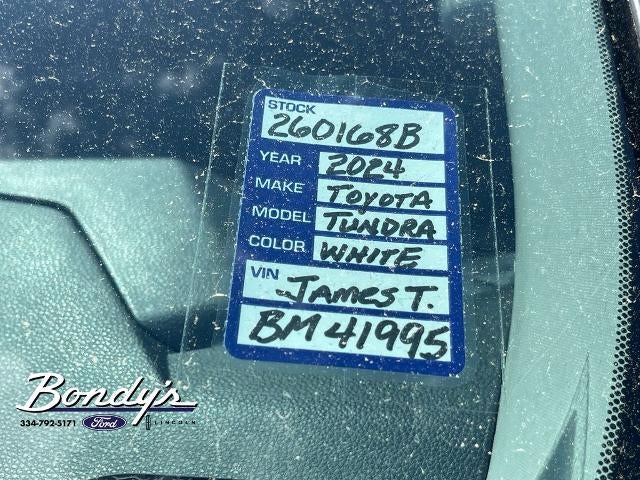 STOCK
260168B
YEAR 2024
MAKE TOYOTA
MODEL TUNDRA
COLOR WHITE
VIN JAMES T.
BM41995
Bondy's
334-792-5171 Ford LINCOLN